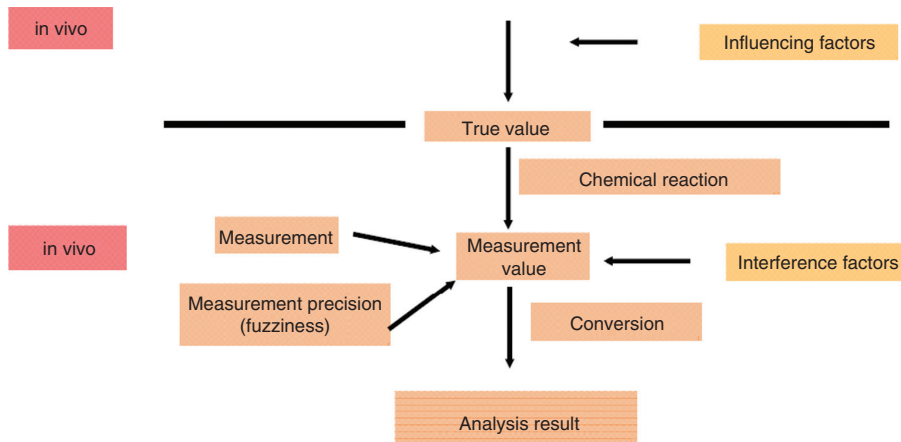 in vivo
Influencing factors
True value
Chemical reaction
in vivo
Measurement
Measurement
value
Interference factors
Measurement precision
(fuzziness)
Conversion
Analysis result